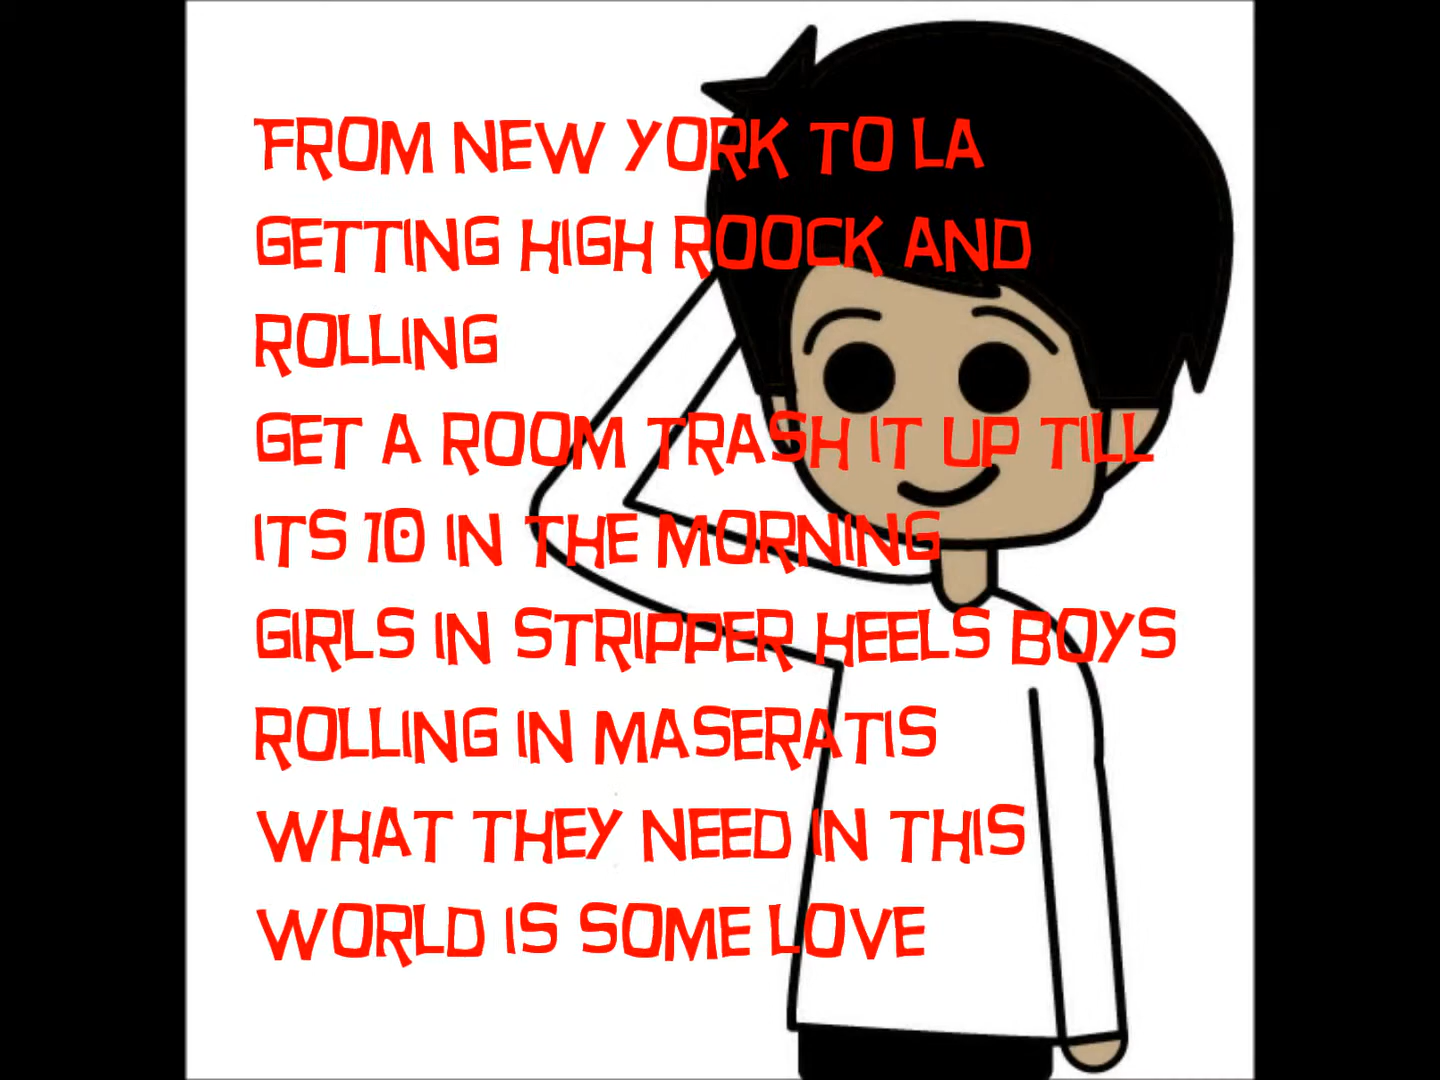 FROM NEW YORK TO LA
GETTING HIGH ROOCK AND
ROLLING
GET A ROOM TRASH IT UP TILL
ITS 10 IN THE MORNING
GIRLS IN STRIPPER HEELS BOYS
ROLLING IN MASERATIS
WHAT THEY NEED IN THIS
WORLD IS SOME LOVE